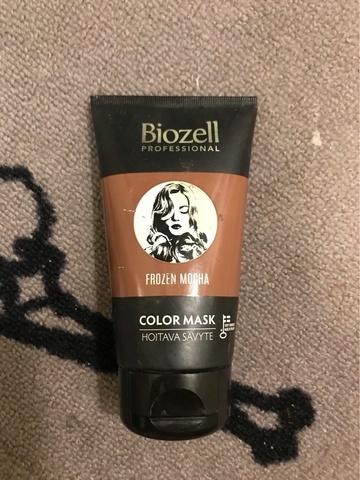 Biozell
PROFESSIONAL
FROZEN MOCHA
COLOR MASK
HOITAVA SÄVYTE